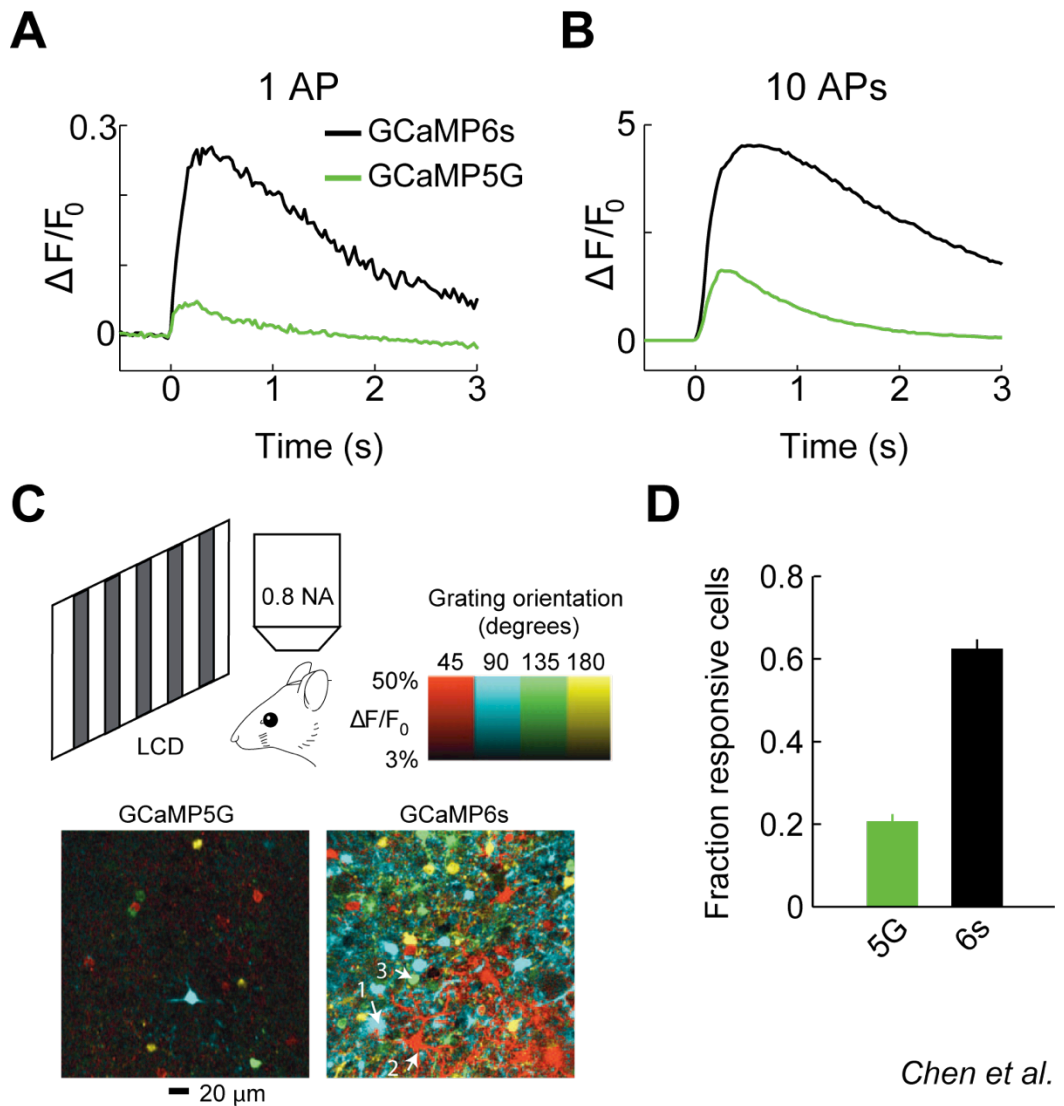 A
1 AP
0.3
GCaMP6s
GCaMP5G
ΔF/F0
0
0 1 2 3
Time (s)
B
10 APs
5
ΔF/F0
0
0 1 2 3
Time (s)
C
0.8 NA
LCD
Grating orientation
(degrees)
45 90 135 180
50%
ΔF/F0
3%
GCaMP5G
GCaMP6s
3
1
2
20 µm
D
Fraction responsive cells
0.8
0.6
0.4
0.2
0
5G
6s
Chen et al.